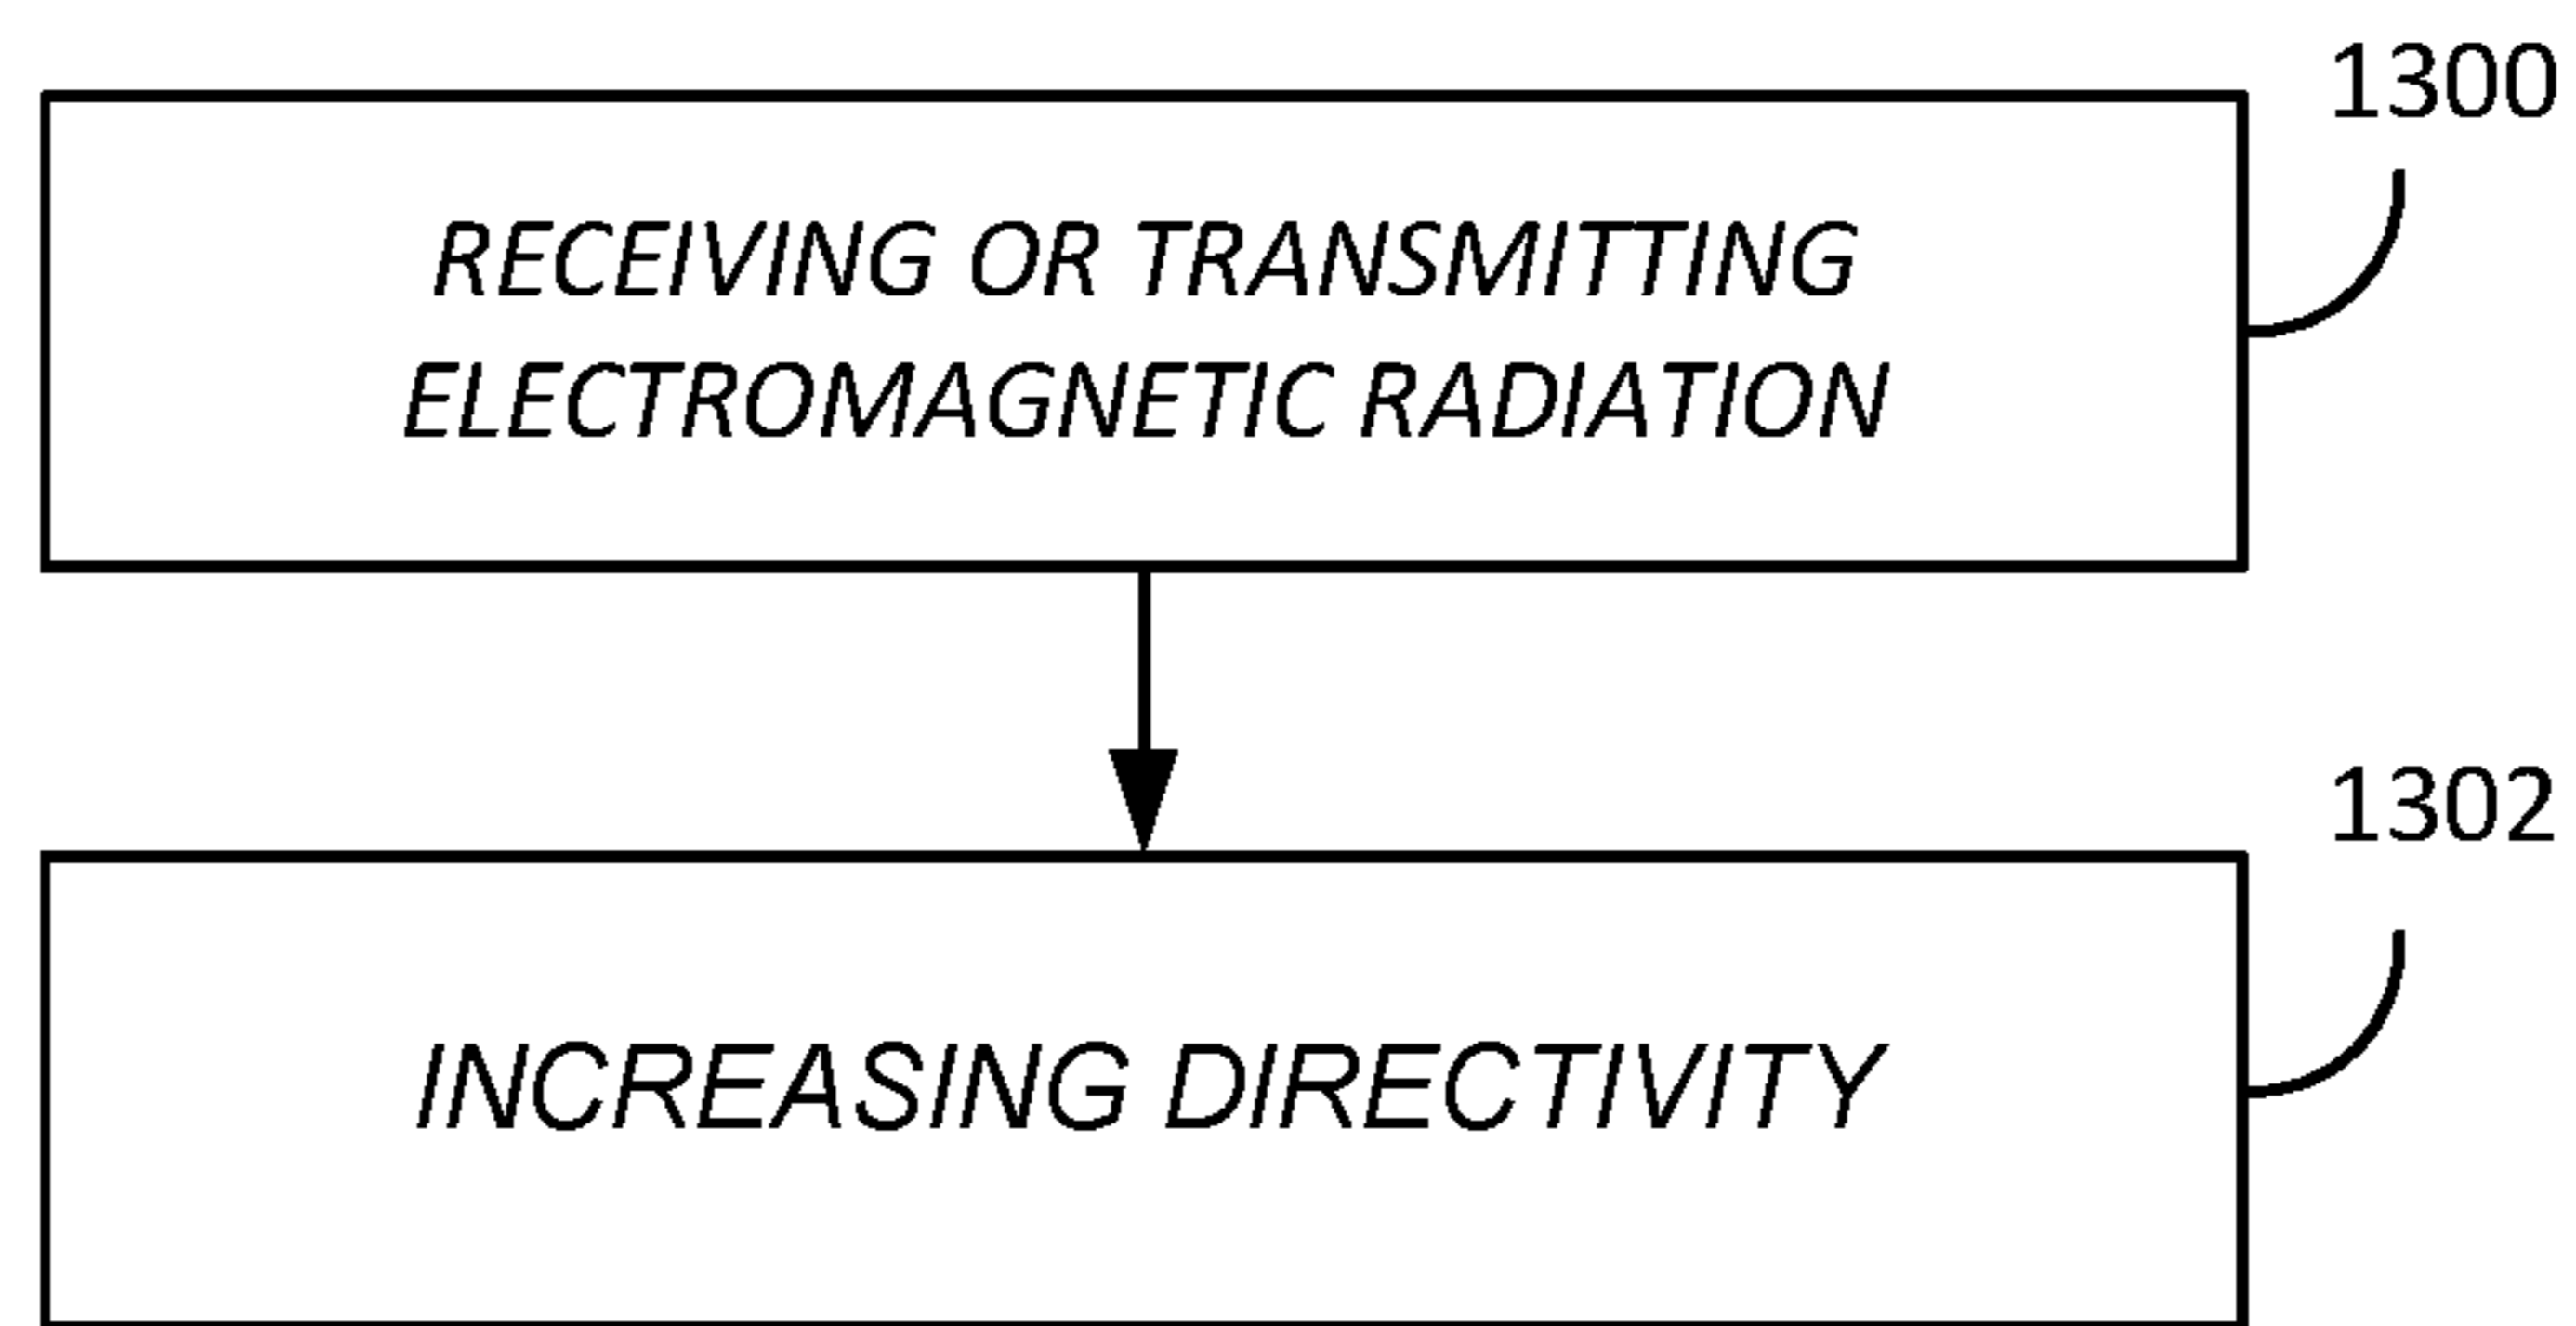 1300
RECEIVING OR TRANSMITTING
ELECTROMAGNETIC RADIATION
1302
INCREASING DIRECTIVITY